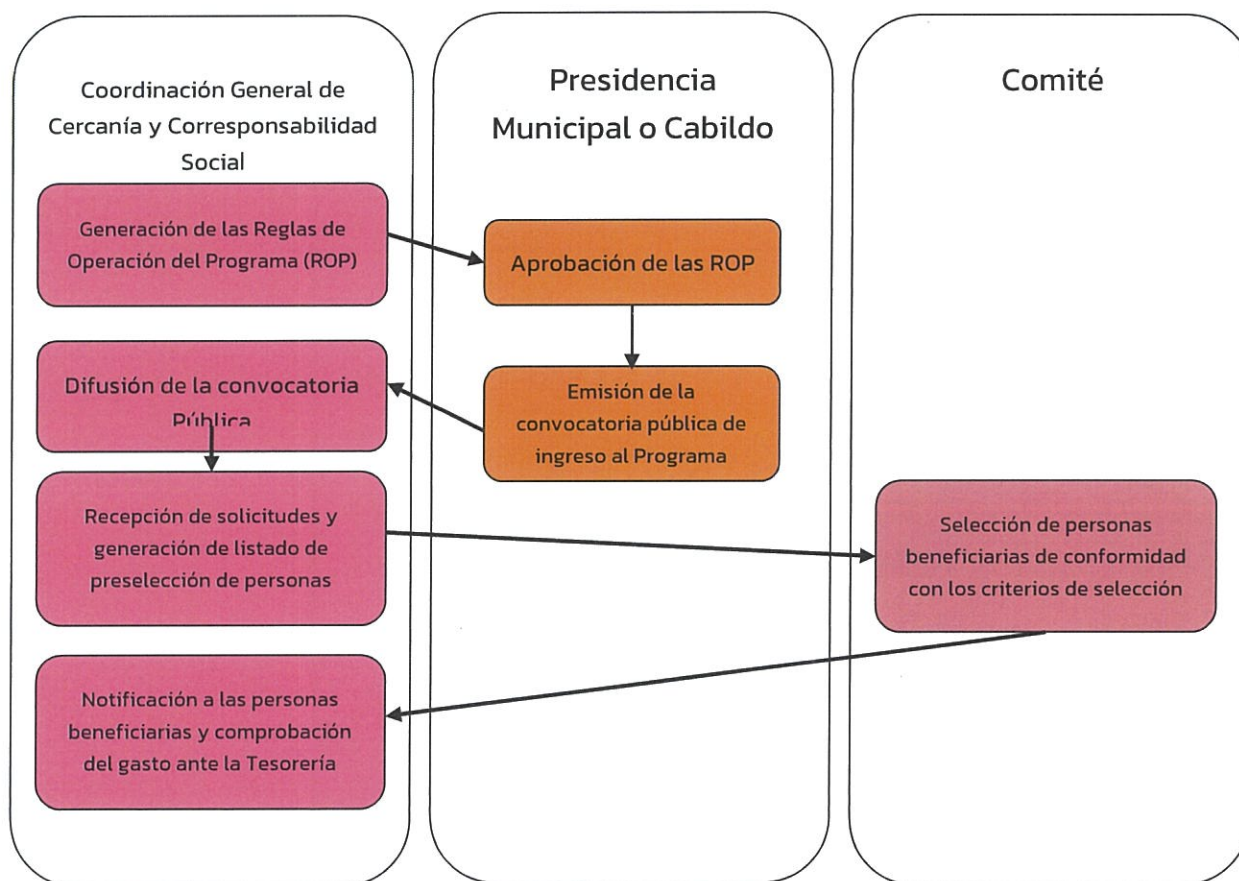 Coordinación General de
Cercanía y Corresponsabilidad
Social
Presidencia
Municipal o Cabildo
Comité
Generación de las Reglas de
Operación del Programa (ROP)
Aprobación de las ROP
Difusión de la convocatoria
Pública
Emisión de la
convocatoria pública de
ingreso al Programa
Recepción de solicitudes y
generación de listado de
preselección de personas
Selección de personas
beneficiarias de conformidad
con los criterios de selección
Notificación a las personas
beneficiarias y comprobación
del gasto ante la Tesorería